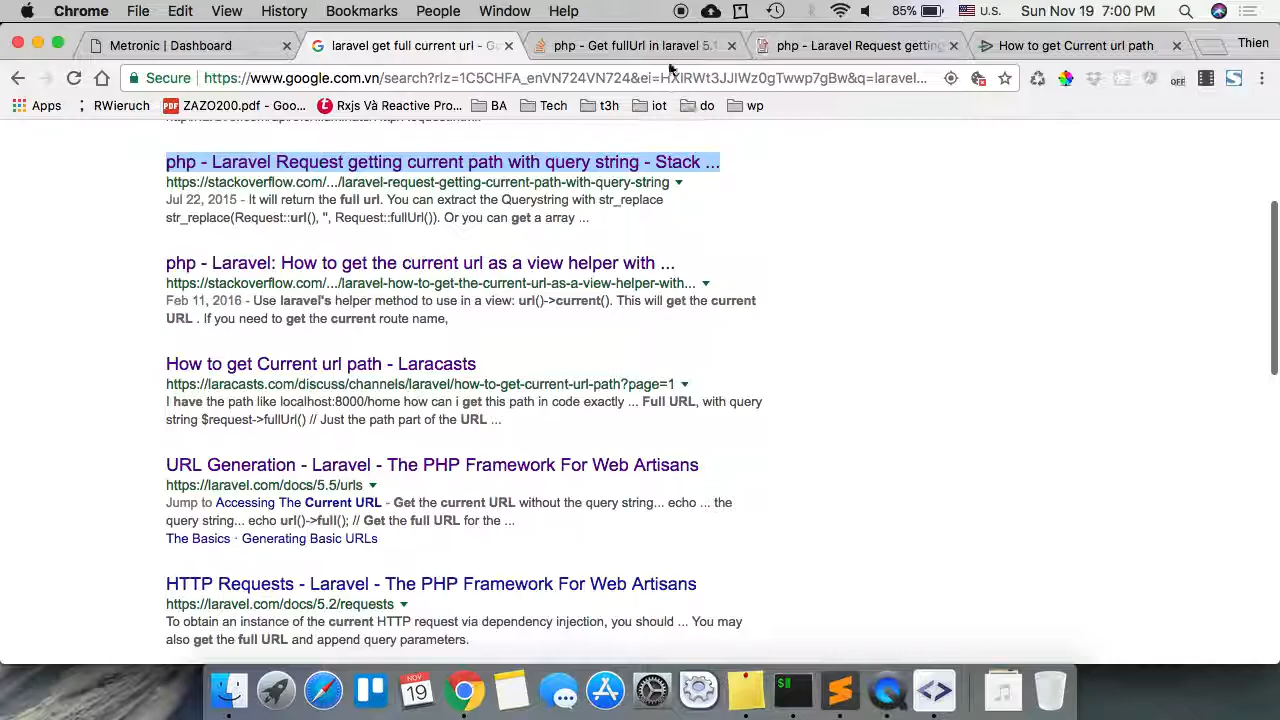 Chrome File Edit View History Bookmarks People Window Help 85% U.S. Sun Nov 19 7:00 PM
Metronic | Dashboard laravel get full current url - Go php - Get fullUrl in laravel 5.1 php - Laravel Request getting How to get Current url path Thien
Secure https://www.google.com.vn/search?rlz=1C5CHFA_enVN724VN724&ei= laravel...
Apps RWieruch ZAZO200.pdf - Goo... Rxjs Và Reactive Pro... BA Tech t3h iot do wp
php - Laravel Request getting current path with query string - Stack ...
https://stackoverflow.com/.../laravel-request-getting-current-path-with-query-string
Jul 22, 2015 - It will return the full url. You can extract the Querystring with str_replace
str_replace(Request::url(), '', Request::fullUrl()). Or you can get a array ...
php - Laravel: How to get the current url as a view helper with ...
https://stackoverflow.com/.../laravel-how-to-get-the-current-url-as-a-view-helper-with...
Feb 11, 2016 - Use laravel's helper method to use in a view: url()->current(). This will get the current
URL . If you need to get the current route name,
How to get Current url path - Laracasts
https://laracasts.com/discuss/channels/laravel/how-to-get-current-url-path?page=1
I have the path like localhost:8000/home how can i get this path in code exactly ... Full URL, with query
string $request->fullUrl() // Just the path part of the URL ...
URL Generation - Laravel - The PHP Framework For Web Artisans
https://laravel.com/docs/5.5/urls
Jump to Accessing The Current URL - Get the current URL without the query string... echo ... the
query string... echo url()->full(); // Get the full URL for the ...
The Basics · Generating Basic URLs
HTTP Requests - Laravel - The PHP Framework For Web Artisans
https://laravel.com/docs/5.2/requests
To obtain an instance of the current HTTP request via dependency injection, you should ... You may
also get the full URL and append query parameters.
NOV
19